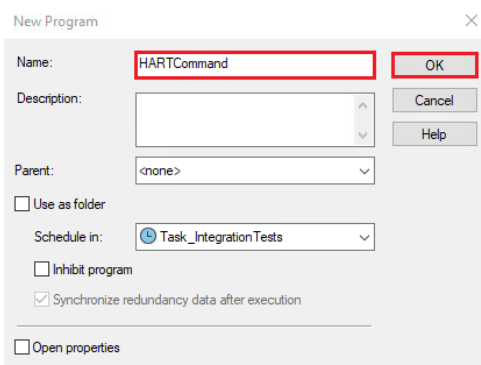 New Program
Name: HARTCommand OK
Description: Cancel
Help
Parent: <none>
Use as folder
Schedule in: Task_IntegrationTests
Inhibit program
Synchronize redundancy data after execution
Open properties